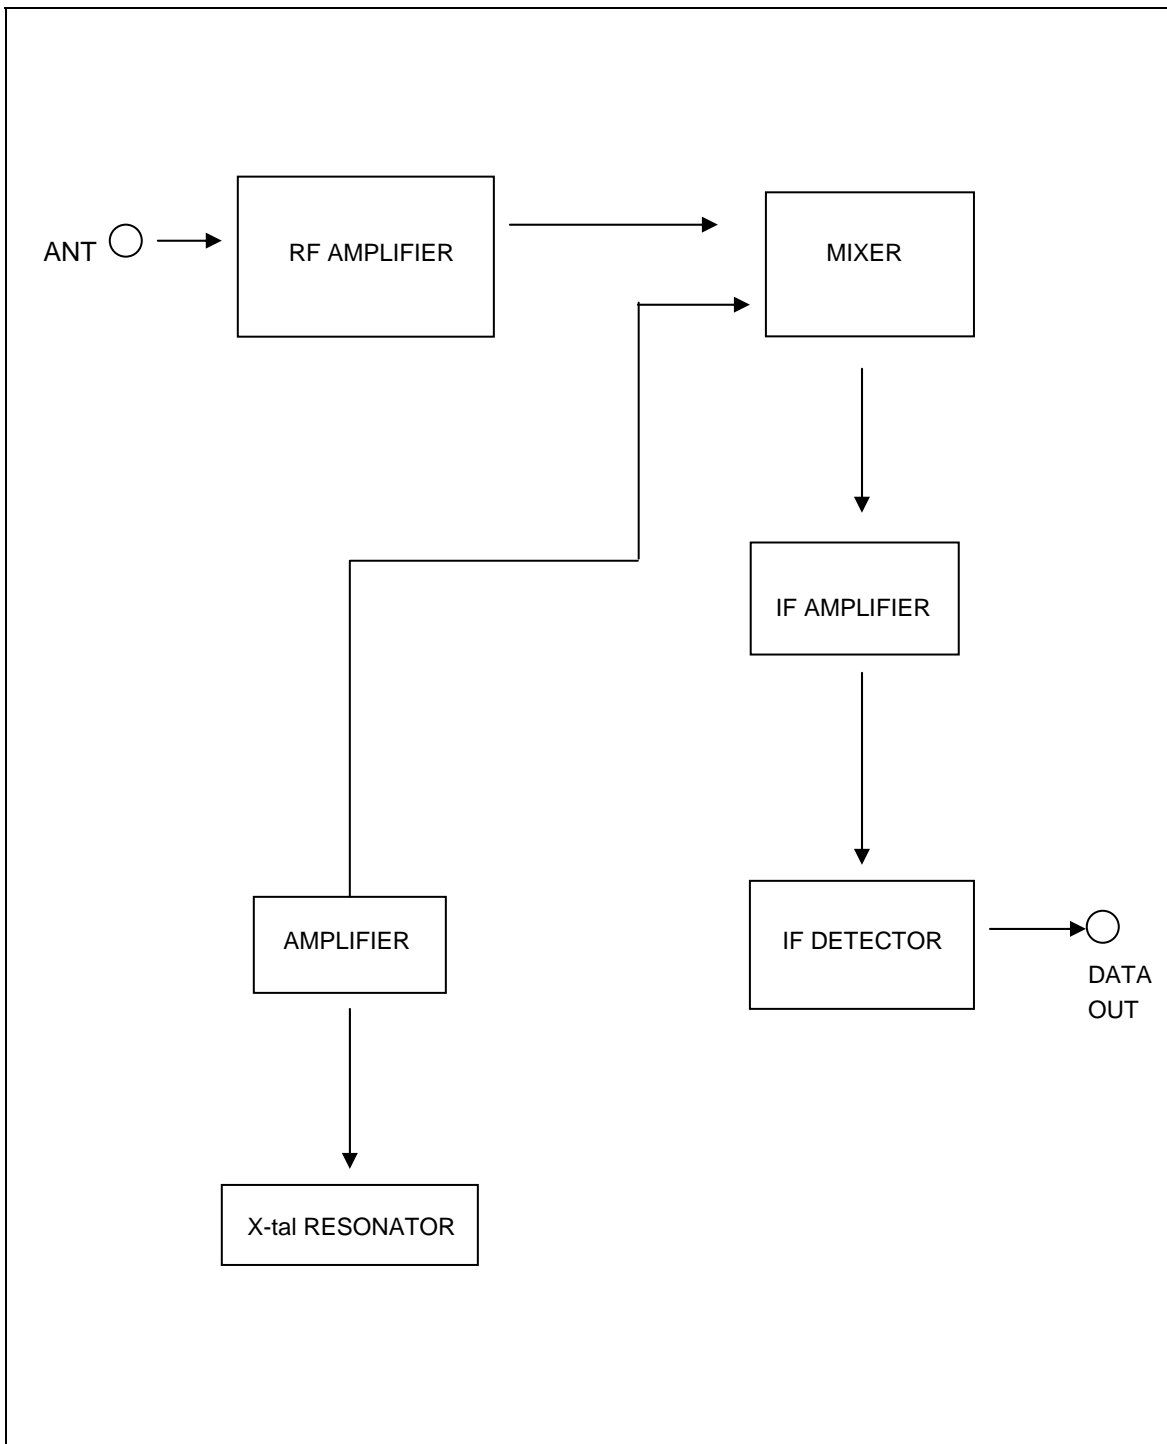 ANT
RF AMPLIFIER
MIXER
IF AMPLIFIER
AMPLIFIER
IF DETECTOR
DATA
OUT
X-tal RESONATOR